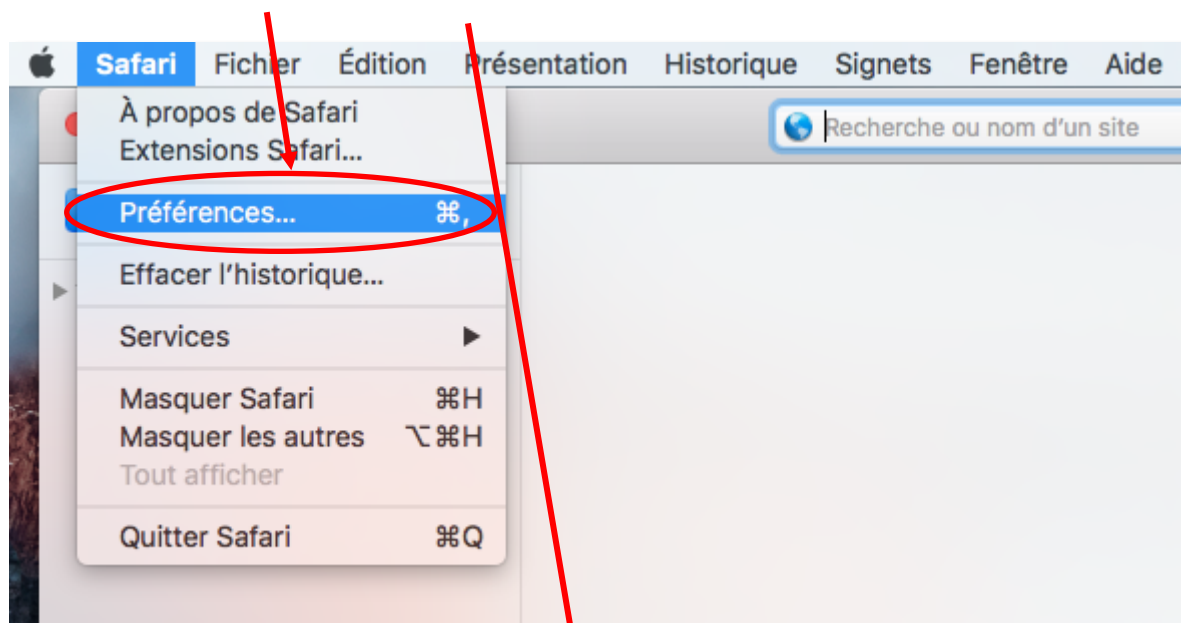 Safari Fichier Édition Présentation Historique Signets Fenêtre Aide
À propos de Safari
Extensions Safari...
Recherche ou nom d'un site
Préférences... ⌘,
Effacer l'historique...
Services ▶
Masquer Safari ⌘H
Masquer les autres ⌥⌘H
Tout afficher
Quitter Safari ⌘Q